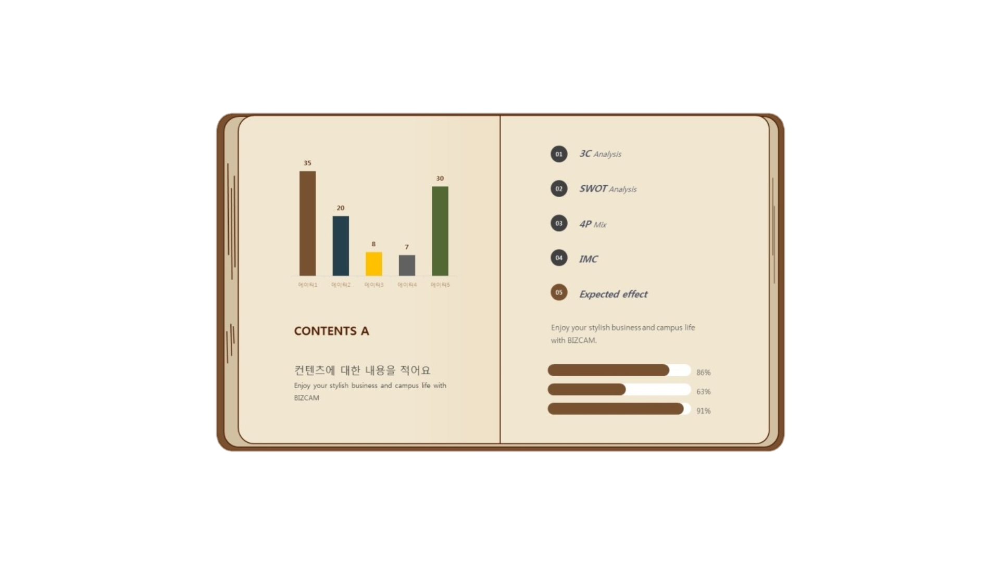 35
30
20
8
7
데이터1 데이터2 데이터3 데이터4 데이터5
CONTENTS A
컨텐츠에 대한 내용을 적어요
Enjoy your stylish business and campus life with
BIZCAM
01 3C Analysis
02 SWOT Analysis
03 4P Mix
04 IMC
05 Expected effect
Enjoy your stylish business and campus life
with BIZCAM.
86%
63%
91%